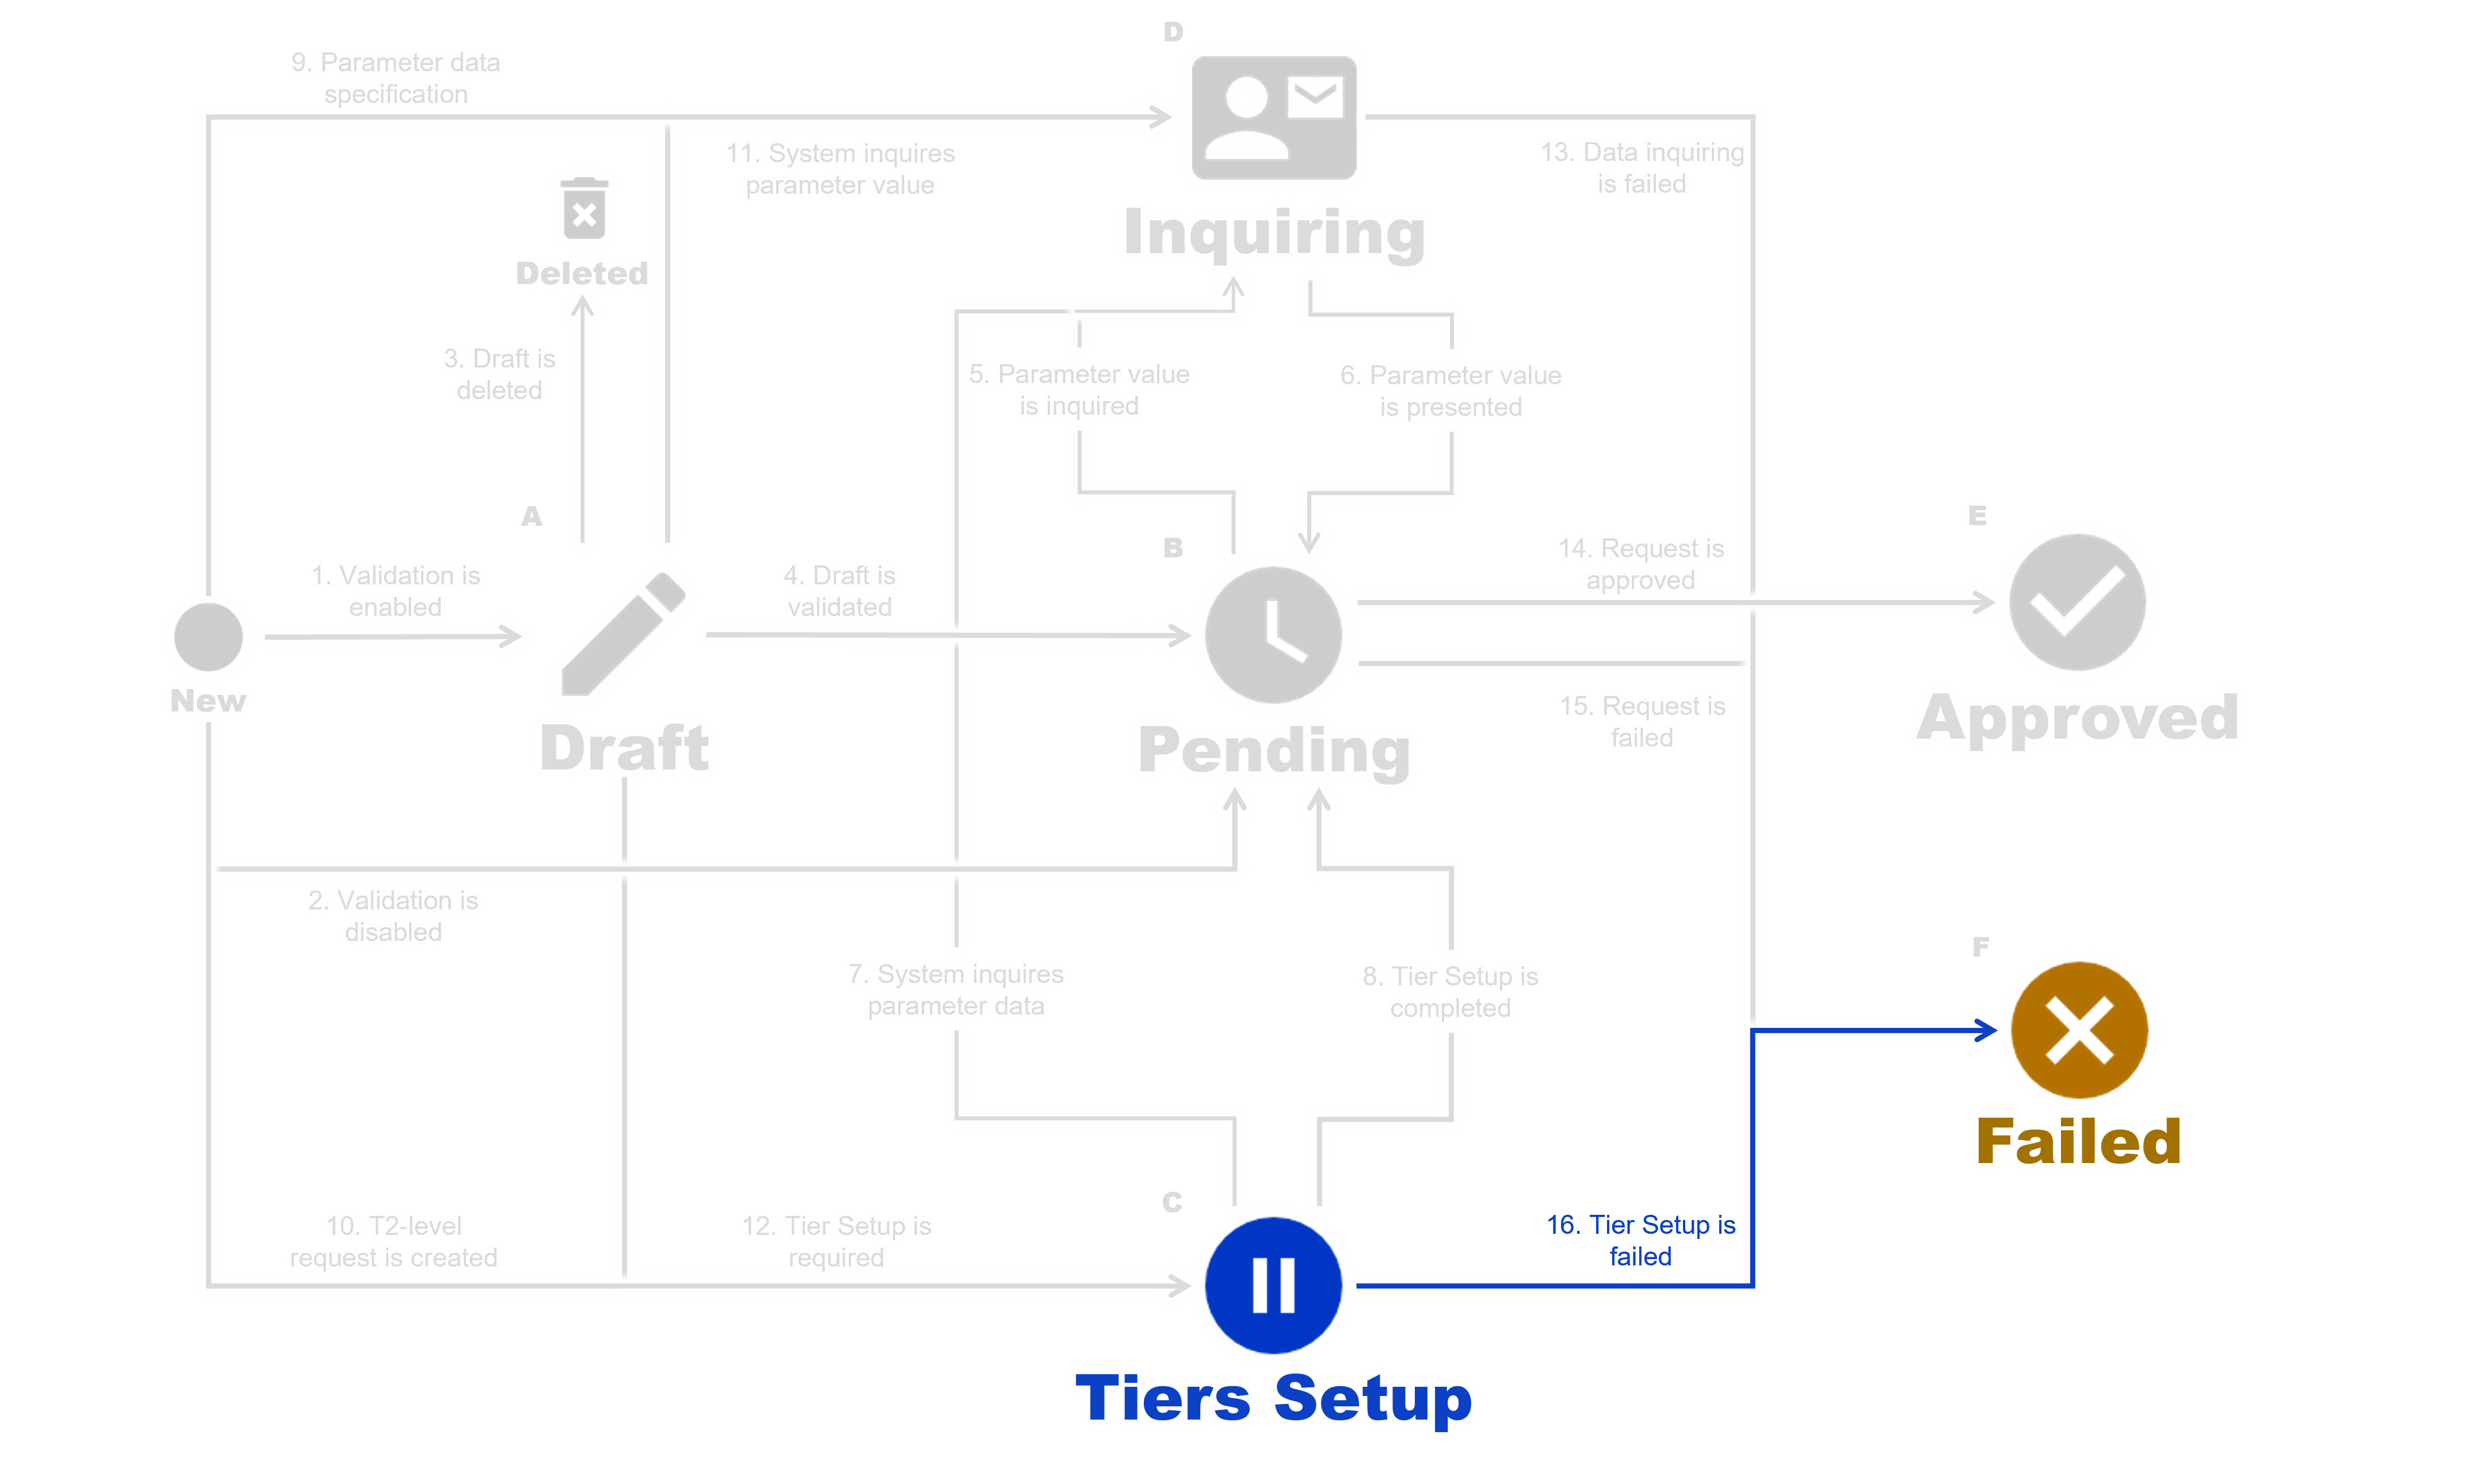 D
9. Parameter data
specification
11. System inquires
parameter value
13. Data inquiring
is failed
Inquiring
Deleted
3. Draft is
deleted
5. Parameter value
is inquired
6. Parameter value
is presented
A
B
E
1. Validation is
enabled
4. Draft is
validated
14. Request is
approved
New
Draft
Pending
15. Request is
failed
Approved
2. Validation is
disabled
7. System inquires
parameter data
8. Tier Setup is
completed
F
Failed
C
10. T2-level
request is created
12. Tier Setup is
required
16. Tier Setup is
failed
Tiers Setup